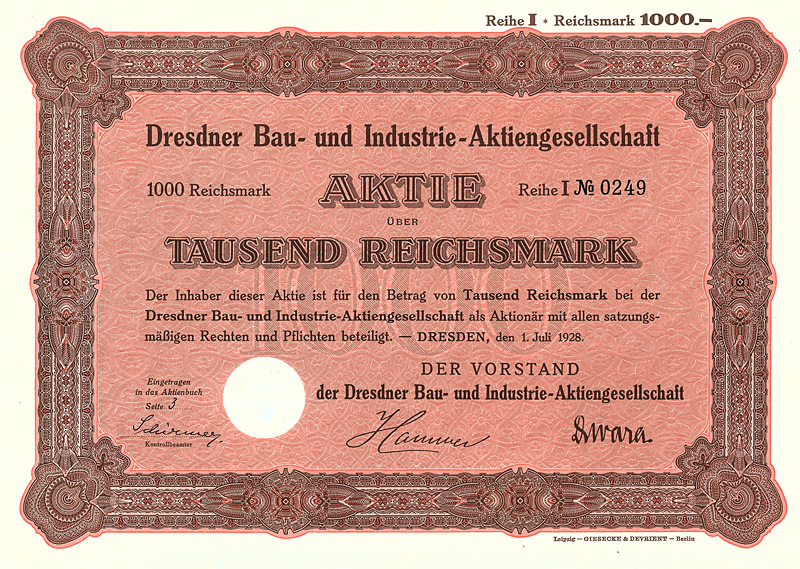 Reihe I * Reichsmark 1000.—
Dresdner Bau- und Industrie-Aktiengesellschaft
1000 Reichsmark AKTIE Reihe I № 0249
ÜBER
TAUSEND REICHSMARK
Der Inhaber dieser Aktie ist für den Betrag von Tausend Reichsmark bei der
Dresdner Bau- und Industrie-Aktiengesellschaft als Aktionär mit allen satzungs-
mäßigen Rechten und Pflichten beteiligt. — DRESDEN, den 1. Juli 1928.
DER VORSTAND
der Dresdner Bau- und Industrie-Aktiengesellschaft
Eingetragen
in das Aktienbuch
Seite 3
Kontrollbeamter
Leipzig — GIESECKE & DEVRIENT — Berlin